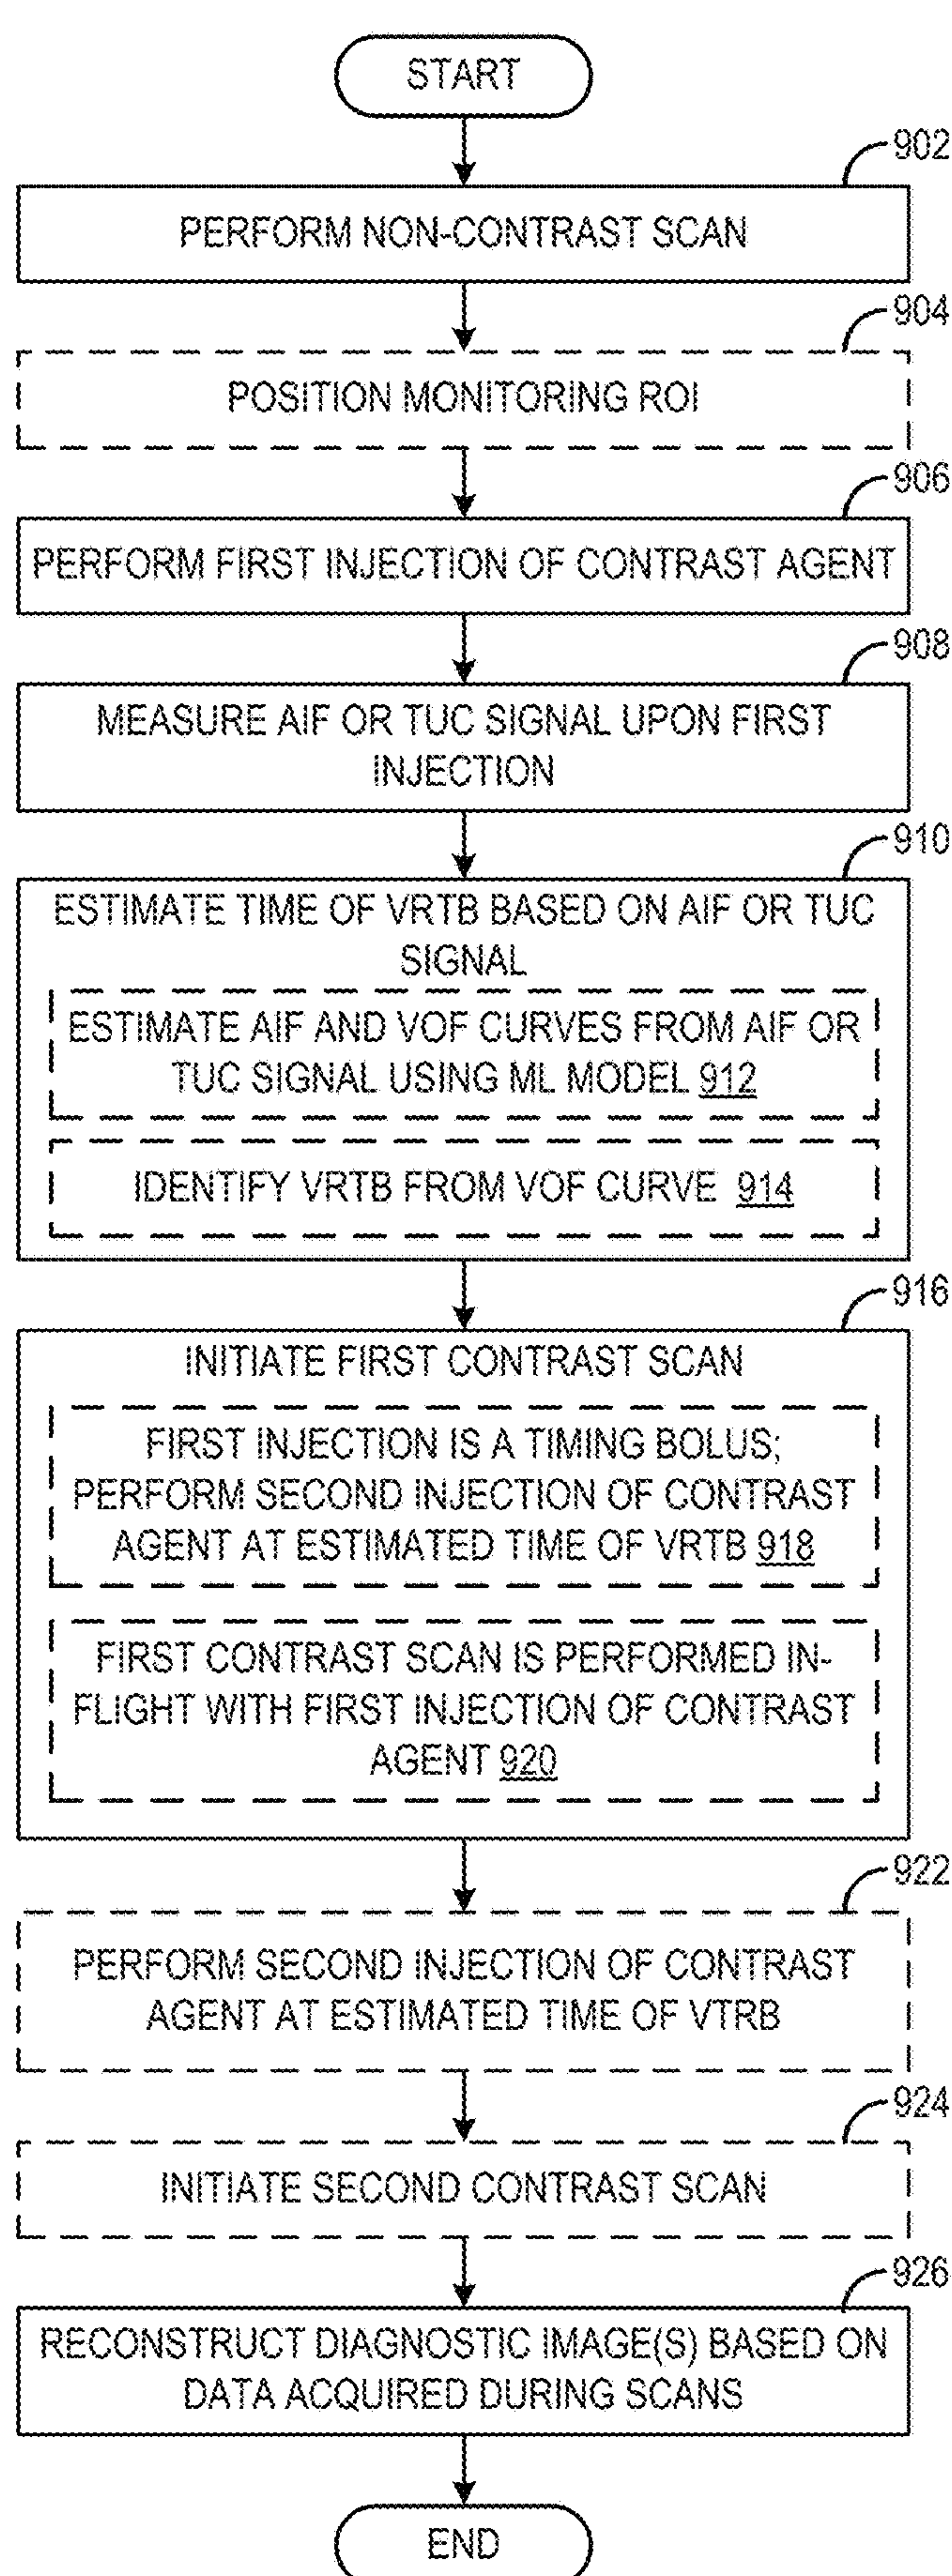 START
902
PERFORM NON-CONTRAST SCAN
904
POSITION MONITORING ROI
906
PERFORM FIRST INJECTION OF CONTRAST AGENT
908
MEASURE AIF OR TUC SIGNAL UPON FIRST
INJECTION
910
ESTIMATE TIME OF VRTB BASED ON AIF OR TUC
SIGNAL
ESTIMATE AIF AND VOF CURVES FROM AIF OR
TUC SIGNAL USING ML MODEL 912
IDENTIFY VRTB FROM VOF CURVE 914
916
INITIATE FIRST CONTRAST SCAN
FIRST INJECTION IS A TIMING BOLUS;
PERFORM SECOND INJECTION OF CONTRAST
AGENT AT ESTIMATED TIME OF VRTB 918
FIRST CONTRAST SCAN IS PERFORMED IN-
FLIGHT WITH FIRST INJECTION OF CONTRAST
AGENT 920
922
PERFORM SECOND INJECTION OF CONTRAST
AGENT AT ESTIMATED TIME OF VTRB
924
INITIATE SECOND CONTRAST SCAN
926
RECONSTRUCT DIAGNOSTIC IMAGE(S) BASED ON
DATA ACQUIRED DURING SCANS
END